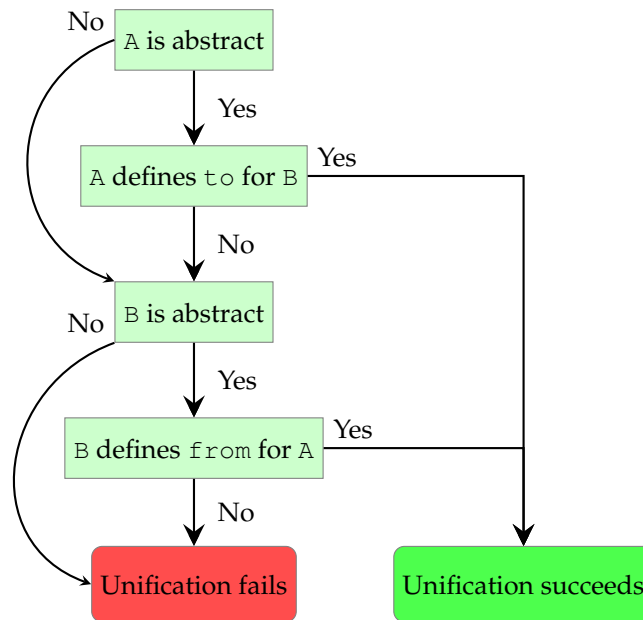 No
A is abstract
Yes
A defines to for B
Yes
No
B is abstract
No
Yes
B defines from for A
Yes
No
Unification fails
Unification succeeds